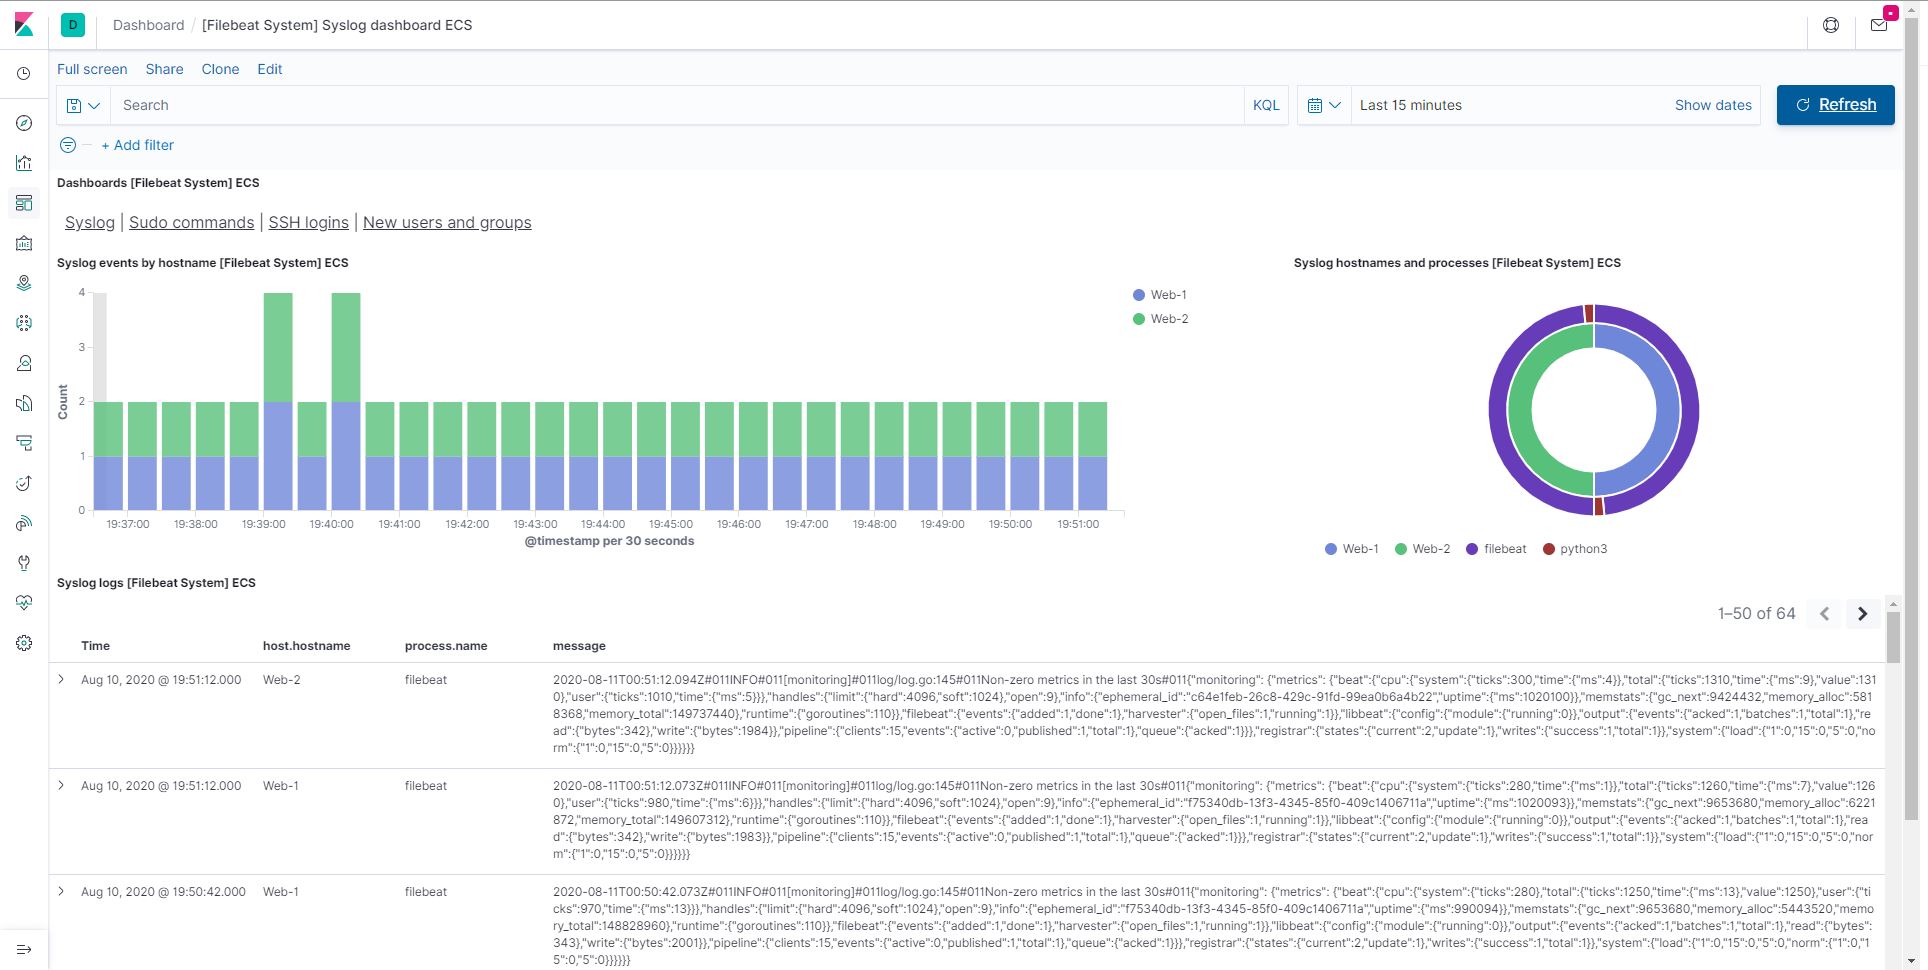 D Dashboard / [Filebeat System] Syslog dashboard ECS
Full screen Share Clone Edit
Search KQL Last 15 minutes Show dates Refresh
+ Add filter
Dashboards [Filebeat System] ECS
Syslog | Sudo commands | SSH logins | New users and groups
Syslog events by hostname [Filebeat System] ECS
4
3
2
1
0
Count
19:37:00 19:38:00 19:39:00 19:40:00 19:41:00 19:42:00 19:43:00 19:44:00 19:45:00 19:46:00 19:47:00 19:48:00 19:49:00 19:50:00 19:51:00
@timestamp per 30 seconds
Web-1
Web-2
Syslog hostnames and processes [Filebeat System] ECS
Web-1 Web-2 filebeat python3
Syslog logs [Filebeat System] ECS
1–50 of 64
Time host.hostname process.name message
Aug 10, 2020 @ 19:51:12.000 Web-2 filebeat 2020-08-11T00:51:12.094Z#011INFO#011[monitoring]#011log/log.go:145#011Non-zero metrics in the last 30s#011{"monitoring": {"metrics": {"beat":{"cpu":{"system":{"ticks":300,"time":{"ms":4}},"total":{"ticks":1310,"time":{"ms":9},"value":131
0},"user":{"ticks":1010,"time":{"ms":5}}},"handles":{"limit":{"hard":4096,"soft":1024},"open":9},"info":{"ephemeral_id":"c64e1feb-26c8-429c-91fd-99ea0b6a4b22","uptime":{"ms":1020100}},"memstats":{"gc_next":9424432,"memory_alloc":581
8368,"memory_total":149737440},"runtime":{"goroutines":110}},"filebeat":{"events":{"added":1,"done":1},"harvester":{"open_files":1,"running":1}},"libbeat":{"config":{"module":{"running":0}},"output":{"events":{"acked":1,"batches":1,"total":1},"re
ad":{"bytes":342},"write":{"bytes":1984}},"pipeline":{"clients":15,"events":{"active":0,"published":1,"total":1},"queue":{"acked":1}}},"registrar":{"states":{"current":2,"update":1},"writes":{"success":1,"total":1}},"system":{"load":{"1":0,"15":0,"5":0,"no
rm":{"1":0,"15":0,"5":0}}}}}}
Aug 10, 2020 @ 19:51:12.000 Web-1 filebeat 2020-08-11T00:51:12.073Z#011INFO#011[monitoring]#011log/log.go:145#011Non-zero metrics in the last 30s#011{"monitoring": {"metrics": {"beat":{"cpu":{"system":{"ticks":280,"time":{"ms":1}},"total":{"ticks":1260,"time":{"ms":7},"value":126
0},"user":{"ticks":980,"time":{"ms":6}}},"handles":{"limit":{"hard":4096,"soft":1024},"open":9},"info":{"ephemeral_id":"f75340db-13f3-4345-85f0-409c1406711a","uptime":{"ms":1020093}},"memstats":{"gc_next":9653680,"memory_alloc":6221
872,"memory_total":149607312},"runtime":{"goroutines":110}},"filebeat":{"events":{"added":1,"done":1},"harvester":{"open_files":1,"running":1}},"libbeat":{"config":{"module":{"running":0}},"output":{"events":{"acked":1,"batches":1,"total":1},"rea
d":{"bytes":342},"write":{"bytes":1983}},"pipeline":{"clients":15,"events":{"active":0,"published":1,"total":1},"queue":{"acked":1}}},"registrar":{"states":{"current":2,"update":1},"writes":{"success":1,"total":1}},"system":{"load":{"1":0,"15":0,"5":0,"norm
":{"1":0,"15":0,"5":0}}}}}}
Aug 10, 2020 @ 19:50:42.000 Web-1 filebeat 2020-08-11T00:50:42.073Z#011INFO#011[monitoring]#011log/log.go:145#011Non-zero metrics in the last 30s#011{"monitoring": {"metrics": {"beat":{"cpu":{"system":{"ticks":280},"total":{"ticks":1250,"time":{"ms":13},"value":1250},"user":{"ti
cks":970,"time":{"ms":13}}},"handles":{"limit":{"hard":4096,"soft":1024},"open":9},"info":{"ephemeral_id":"f75340db-13f3-4345-85f0-409c1406711a","uptime":{"ms":990094}},"memstats":{"gc_next":9653680,"memory_alloc":5443520,"memo
ry_total":148828960},"runtime":{"goroutines":110}},"filebeat":{"events":{"added":1,"done":1},"harvester":{"open_files":1,"running":1}},"libbeat":{"config":{"module":{"running":0}},"output":{"events":{"acked":1,"batches":1,"total":1},"read":{"bytes":
343},"write":{"bytes":2001}},"pipeline":{"clients":15,"events":{"active":0,"published":1,"total":1},"queue":{"acked":1}}},"registrar":{"states":{"current":2,"update":1},"writes":{"success":1,"total":1}},"system":{"load":{"1":0,"15":0,"5":0,"norm":{"1":0,"1
5":0,"5":0}}}}}}